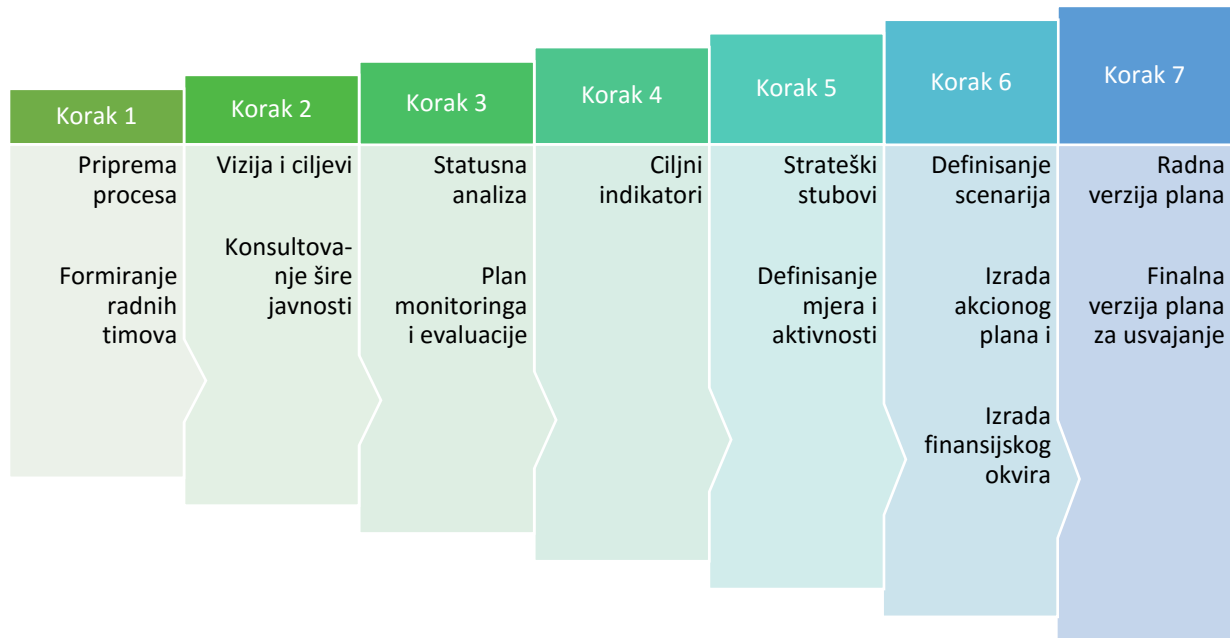 Korak 1
Priprema
procesa
Formiranje
radnih
timova
Korak 2
Vizija i ciljevi
Konsultova-
nje šire
javnosti
Korak 3
Statusna
analiza
Plan
monitoringa
i evaluacije
Korak 4
Ciljni
indikatori
Korak 5
Strateški
stubovi
Definisanje
mjera i
aktivnosti
Korak 6
Definisanje
scenarija
Izrada
akcionog
plana i
Izrada
finansijskog
okvira
Korak 7
Radna
verzija plana
Finalna
verzija plana
za usvajanje